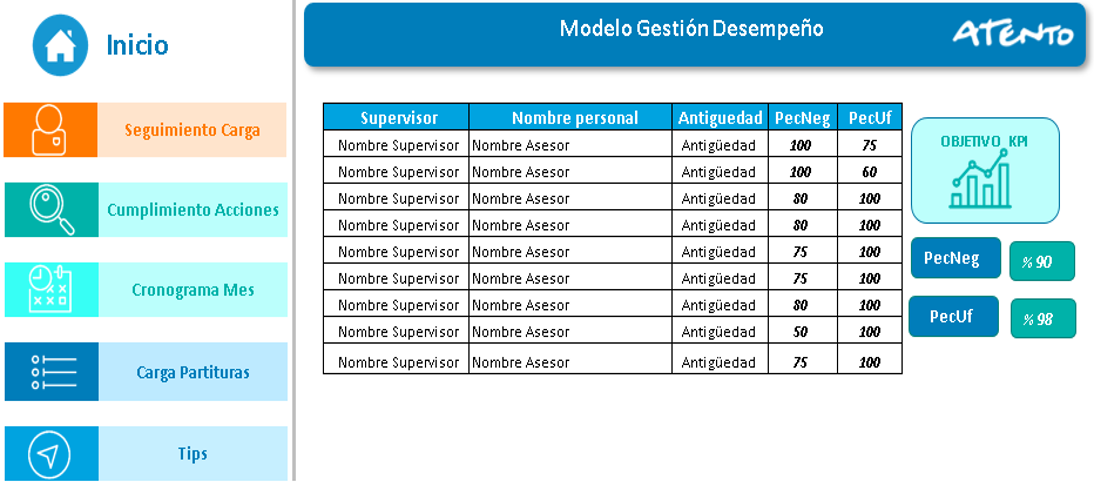 Inicio
Modelo Gestión Desempeño
ATENTO
Seguimiento Carga
Cumplimiento Acciones
Cronograma Mes
Carga Partituras
Tips
Supervisor Nombre personal Antiguedad PecNeg PecUf
Nombre Supervisor Nombre Asesor Antigüedad 100 75
Nombre Supervisor Nombre Asesor Antigüedad 100 60
Nombre Supervisor Nombre Asesor Antigüedad 80 100
Nombre Supervisor Nombre Asesor Antigüedad 80 100
Nombre Supervisor Nombre Asesor Antigüedad 75 100
Nombre Supervisor Nombre Asesor Antigüedad 75 100
Nombre Supervisor Nombre Asesor Antigüedad 80 100
Nombre Supervisor Nombre Asesor Antigüedad 50 100
Nombre Supervisor Nombre Asesor Antigüedad 75 100
OBJETIVO KPI
PecNeg % 90
PecUf % 98